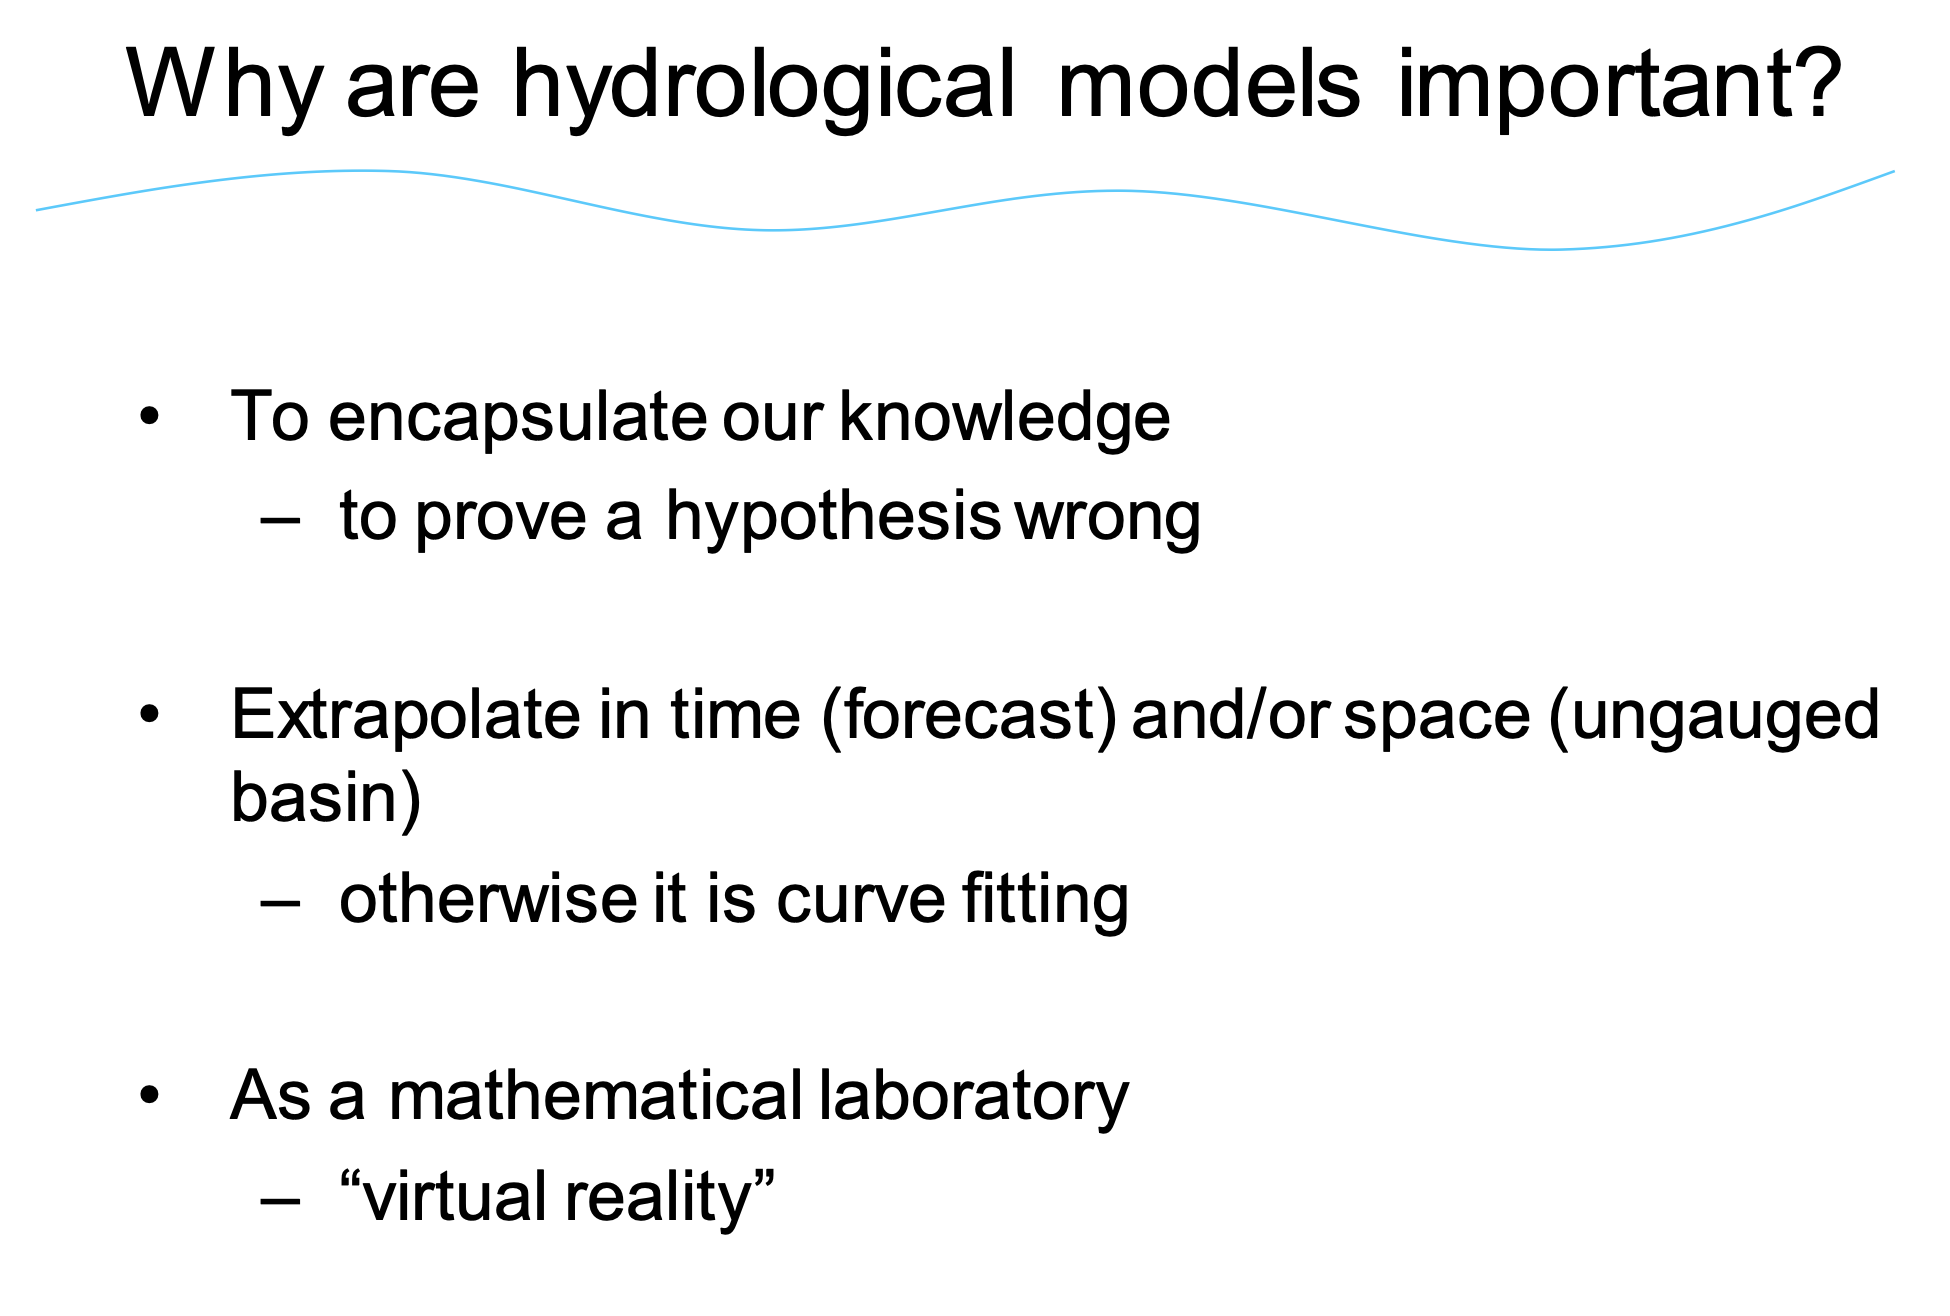 Why are hydrological models important?
• To encapsulate our knowledge
– to prove a hypothesis wrong
• Extrapolate in time (forecast) and/or space (ungauged
basin)
– otherwise it is curve fitting
• As a mathematical laboratory
– “virtual reality”